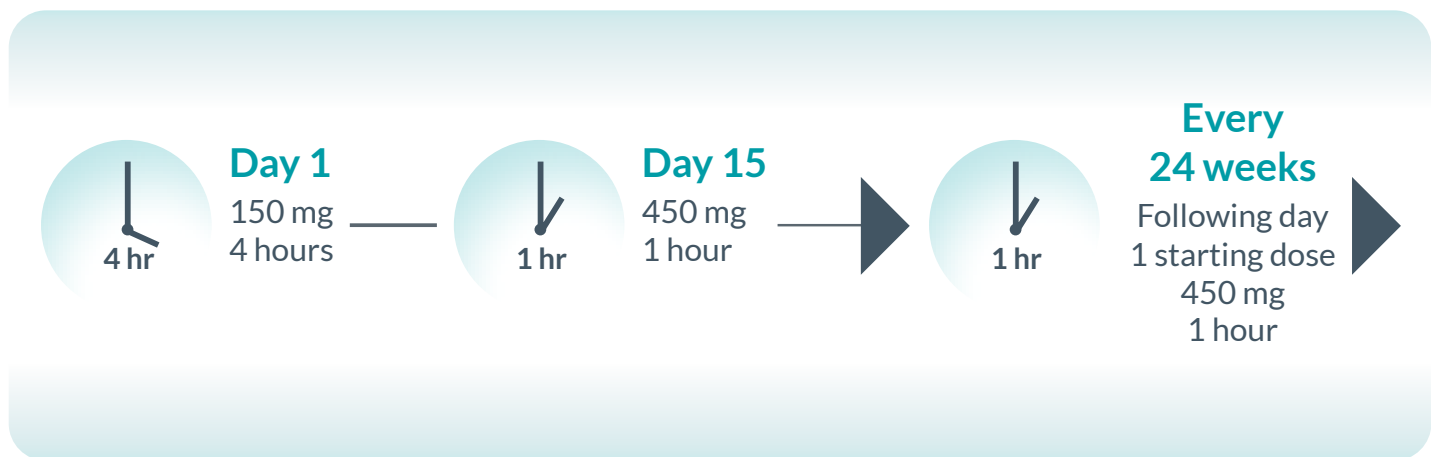 4 hr
Day 1
150 mg
4 hours
1 hr
Day 15
450 mg
1 hour
1 hr
Every
24 weeks
Following day
1 starting dose
450 mg
1 hour